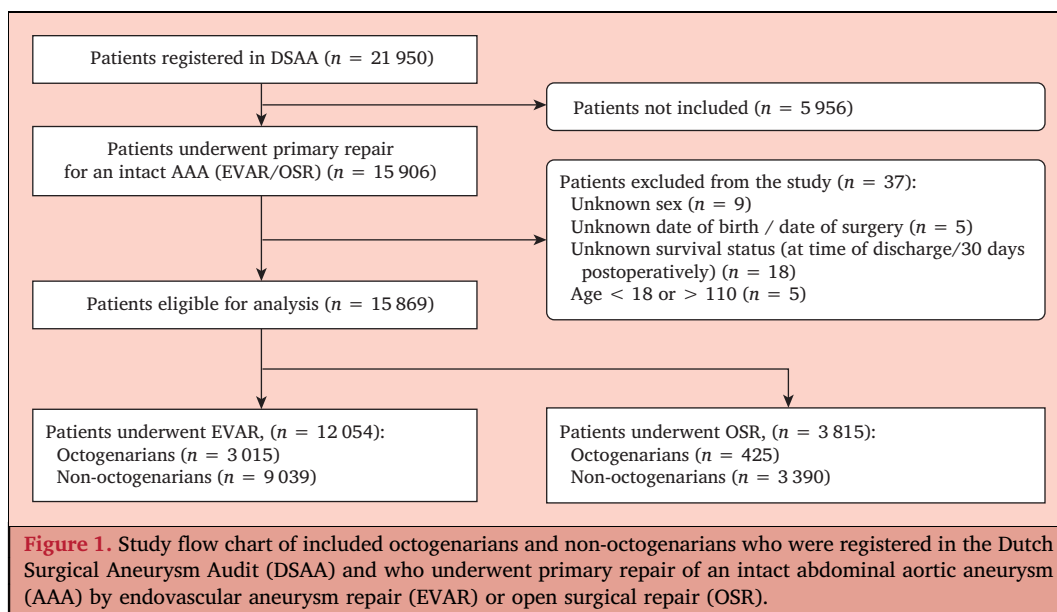 Patients registered in DSAA (n = 21 950)
Patients not included (n = 5 956)
Patients underwent primary repair
for an intact AAA (EVAR/OSR) (n = 15 906)
Patients excluded from the study (n = 37):
Unknown sex (n = 9)
Unknown date of birth / date of surgery (n = 5)
Unknown survival status (at time of discharge/30 days
postoperatively) (n = 18)
Age < 18 or > 110 (n = 5)
Patients eligible for analysis (n = 15 869)
Patients underwent EVAR, (n = 12 054):
Octogenarians (n = 3 015)
Non-octogenarians (n = 9 039)
Patients underwent OSR, (n = 3 815):
Octogenarians (n = 425)
Non-octogenarians (n = 3 390)
Figure 1. Study flow chart of included octogenarians and non-octogenarians who were registered in the Dutch
Surgical Aneurysm Audit (DSAA) and who underwent primary repair of an intact abdominal aortic aneurysm
(AAA) by endovascular aneurysm repair (EVAR) or open surgical repair (OSR).